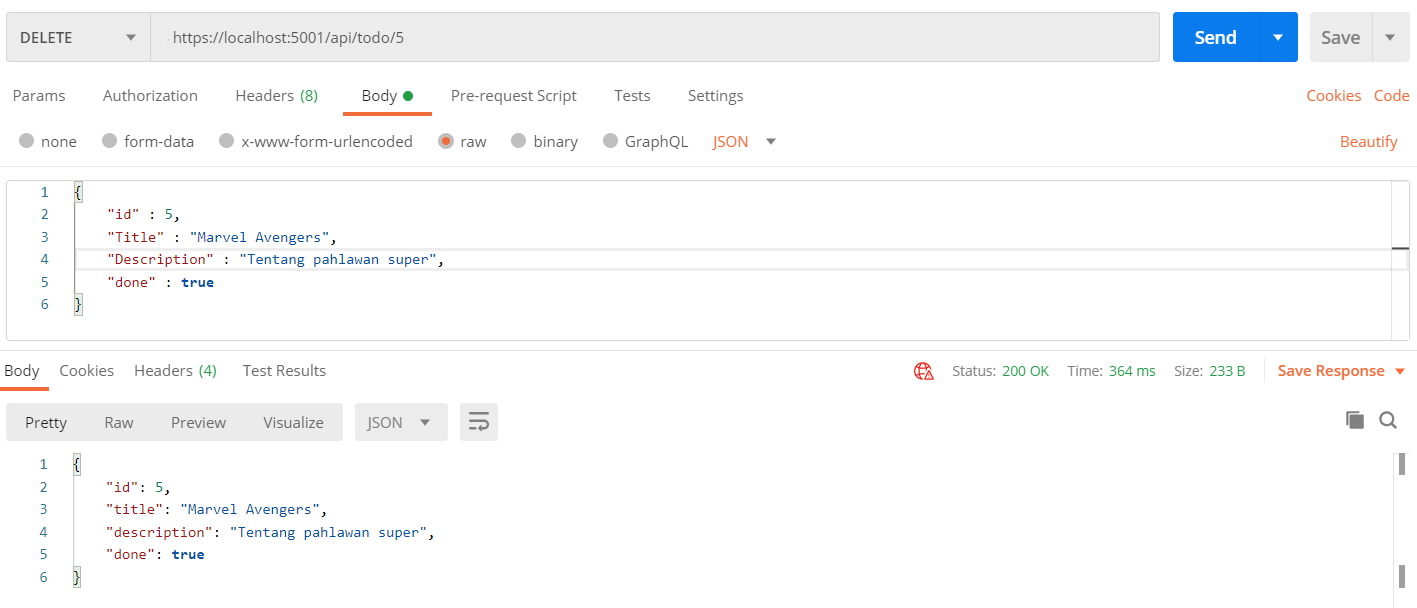 DELETE https://localhost:5001/api/todo/5 Send Save
Params Authorization Headers (8) Body Pre-request Script Tests Settings Cookies Code
none form-data x-www-form-urlencoded raw binary GraphQL JSON Beautify
1 {
2 "id" : 5,
3 "Title" : "Marvel Avengers",
4 "Description" : "Tentang pahlawan super",
5 "done" : true
6 }
Body Cookies Headers (4) Test Results Status: 200 OK Time: 364 ms Size: 233 B Save Response
Pretty Raw Preview Visualize JSON
1 {
2 "id": 5,
3 "title": "Marvel Avengers",
4 "description": "Tentang pahlawan super",
5 "done": true
6 }